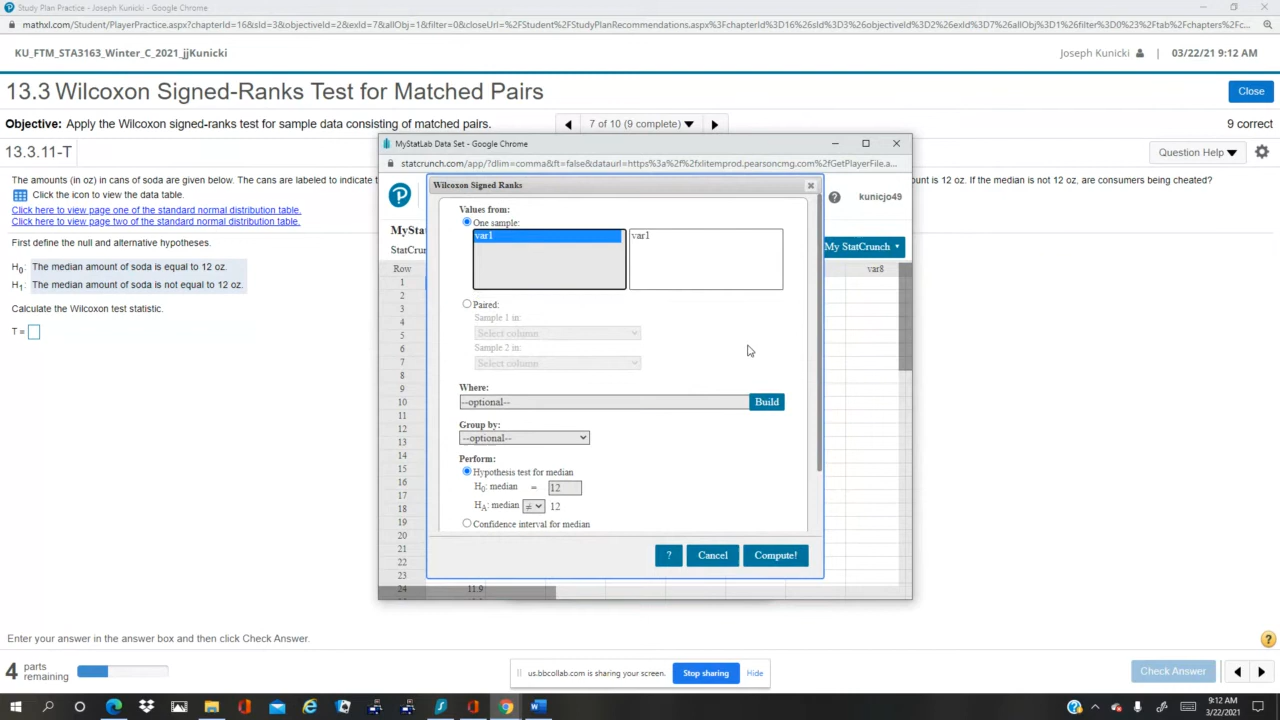 Study Plan Practice - Joseph Kunicki - Google Chrome
mathxl.com/Student/PlayerPractice.aspx?chapterId=16&sId=3&objectiveId=2&exId=7&allObj=1&filter=0&closeUrl=%2FStudent%2FStudyPlanRecommendations.aspx%3FchapterId%3D16%26sId%3D3%26objectiveId%3D2%26exId%3D7%26allObj%3D1%26filter%3D0%23%2Ftab%2Fchapters%2Fc...
KU_FTM_STA3163_Winter_C_2021_jjKunicki
Joseph Kunicki | 03/22/21 9:12 AM
13.3 Wilcoxon Signed-Ranks Test for Matched Pairs
Close
Objective: Apply the Wilcoxon signed-ranks test for sample data consisting of matched pairs.
7 of 10 (9 complete)
9 correct
13.3.11-T
Question Help
The amounts (in oz) in cans of soda are given below. The cans are labeled to indicate t
unt is 12 oz. If the median is not 12 oz, are consumers being cheated?
Click the icon to view the data table.
Click here to view page one of the standard normal distribution table.
Click here to view page two of the standard normal distribution table.
First define the null and alternative hypotheses.
H0: The median amount of soda is equal to 12 oz.
H1: The median amount of soda is not equal to 12 oz.
Calculate the Wilcoxon test statistic.
T =
MyStatLab Data Set - Google Chrome
statcrunch.com/app/?dlim=comma&ft=false&dataurl=https%3a%2f%2fxlitemprod.pearsoncmg.com%2fGetPlayerFile.a...
kunicjo49
MySta
StatCrun
My StatCrunch
Row
var8
1
2
3
4
5
6
7
8
9
10
11
12
13
14
15
16
17
18
19
20
21
22
23
24 11.9
Wilcoxon Signed Ranks
Values from:
One sample:
var1
var1
Paired:
Sample 1 in:
Select column
Sample 2 in:
Select column
Where:
--optional--
Build
Group by:
--optional--
Perform:
Hypothesis test for median
H0: median = 12
HA: median ≠ 12
Confidence interval for median
?
Cancel
Compute!
Enter your answer in the answer box and then click Check Answer.
?
4 parts remaining
Check Answer
us.bbcollab.com is sharing your screen.
Stop sharing
Hide
9:12 AM
3/22/2021